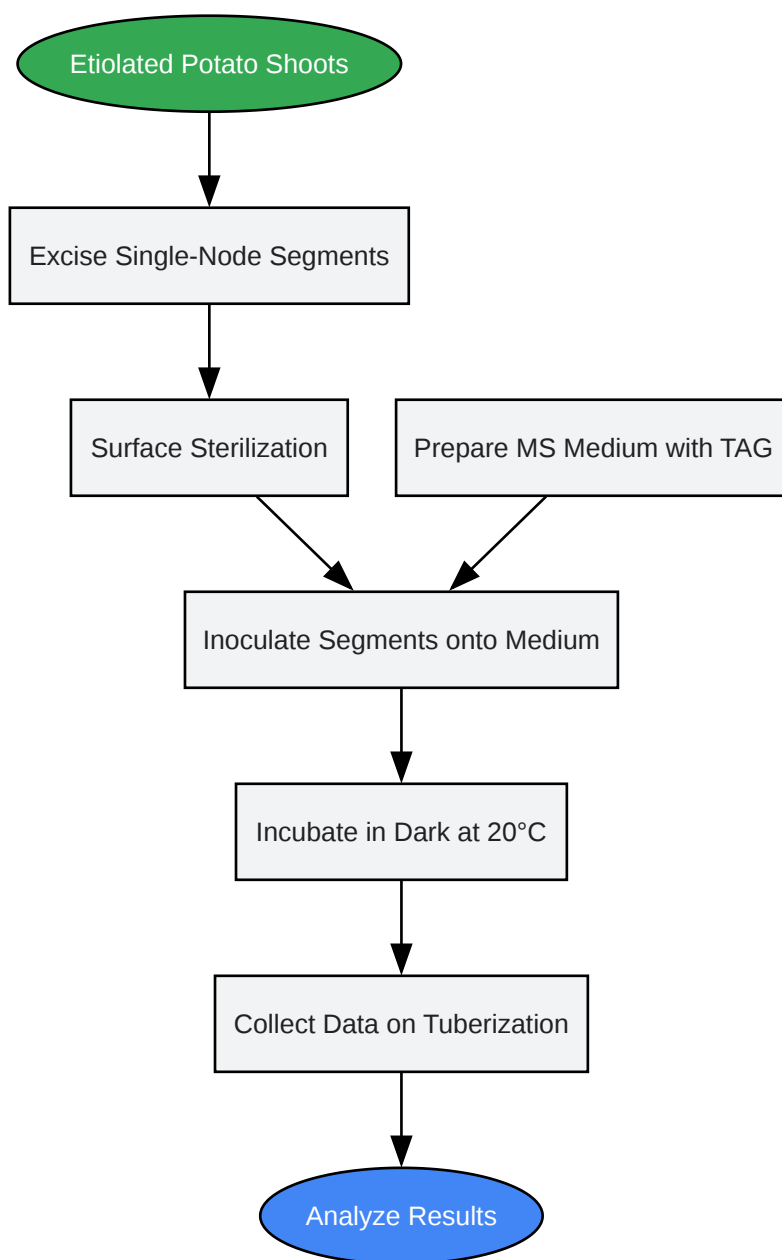 Etiolated Potato Shoots
Excise Single-Node Segments
Surface Sterilization
Prepare MS Medium with TAG
Inoculate Segments onto Medium
Incubate in Dark at 20°C
Collect Data on Tuberization
Analyze Results